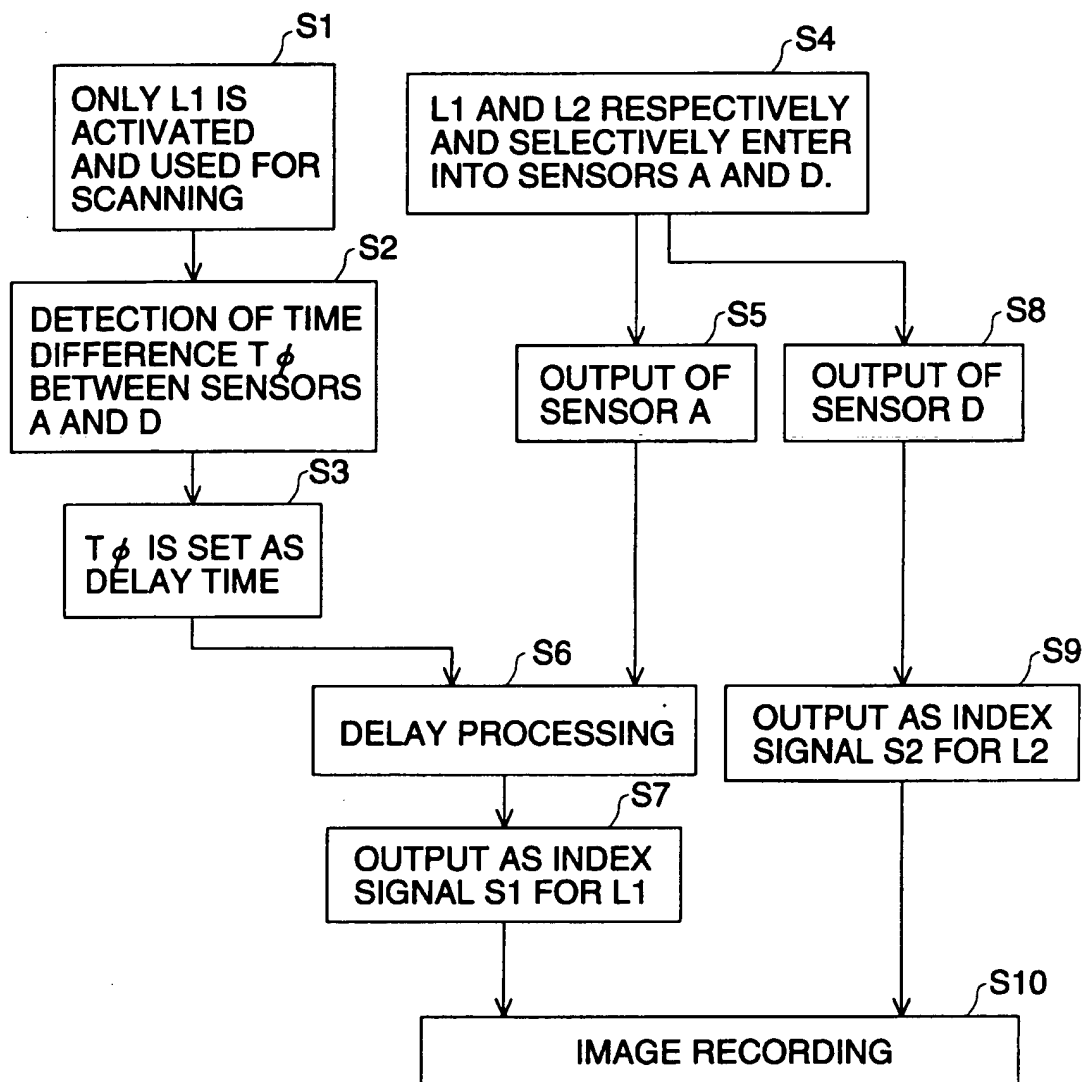 S1
ONLY L1 IS
ACTIVATED
AND USED FOR
SCANNING
S2
DETECTION OF TIME
DIFFERENCE Tφ
BETWEEN SENSORS
A AND D
S3
Tφ IS SET AS
DELAY TIME
S4
L1 AND L2 RESPECTIVELY
AND SELECTIVELY ENTER
INTO SENSORS A AND D.
S5
OUTPUT OF
SENSOR A
S8
OUTPUT OF
SENSOR D
S6
DELAY PROCESSING
S7
OUTPUT AS INDEX
SIGNAL S1 FOR L1
S9
OUTPUT AS INDEX
SIGNAL S2 FOR L2
S10
IMAGE RECORDING